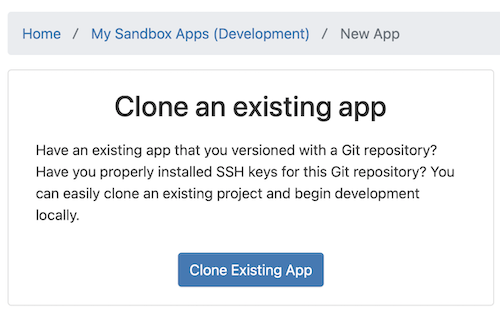 Home / My Sandbox Apps (Development) / New App
Clone an existing app
Have an existing app that you versioned with a Git repository?
Have you properly installed SSH keys for this Git repository? You
can easily clone an existing project and begin development
locally.
Clone Existing App